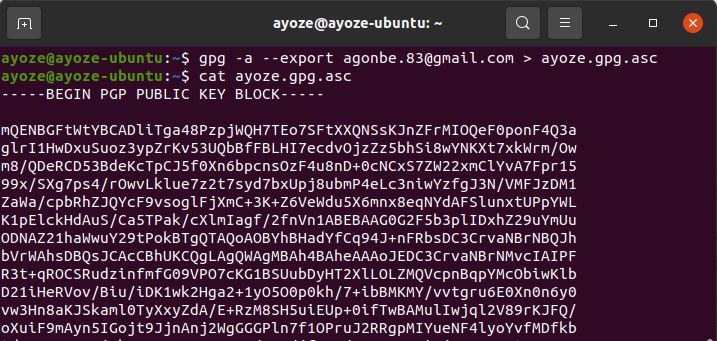 ayoze@ayoze-ubuntu: ~
ayoze@ayoze-ubuntu:~$ gpg -a --export agonbe.83@gmail.com > ayoze.gpg.asc
ayoze@ayoze-ubuntu:~$ cat ayoze.gpg.asc
-----BEGIN PGP PUBLIC KEY BLOCK-----
mQENBGFtWtYBCADliTga48PzpjWQH7TEo7SFtXXQNSsKJnZFrMIOQeF0ponF4Q3a
glrI1HwDxuSuoz3ypZrKv53UQbBfFBLHI7ecdvOjzZz5bhSi8wYNKXt7xkWrm/Ow
m8/QDeRCD53BdeKcTpCJ5f0Xn6bpcnsOzF4u8nD+0cNCxS7ZW22xmClYvA7Fpr15
99x/SXg7ps4/rOwvLklue7z2t7syd7bxUpj8ubmP4eLc3niwYzfgJ3N/VMFJzDM1
ZaWa/cpbRhZJQYcF9vsoglFjXmC+3K+Z6VeWdu5X6mnx8eqNYdAFSlunxtUPpYWL
K1pElckHdAuS/Ca5TPak/cXlmIagf/2fnVn1ABEBAAG0G2F5b3plIDxhZ29uYmUu
ODNAZ21haWwuY29tPokBTgQTAQoAOBYhBHadYfCq94J+nFRbsDC3CrvaNBrNBQJh
bVrWAhsDBQsJCAcCBhUKCQgLAgQWAgMBAh4BAheAAAoJEDC3CrvaNBrNMvcIAIPF
R3t+qROCSRudzinfmfG09VPO7cKG1BSUubDyHT2XlLOLZMQVcpnBqpYMcObiwKlb
D21iHeRVov/Biu/iDK1wk2Hga2+1yO5O0p0kh/7+ibBMKMY/vvtgru6E0Xn0n6y0
vw3Hn8aKJSkaml0TyXxyZdA/E+RzM8SH5uiEUp+0ifTwBAMulIwjql2V89rKJFQ/
oXuiF9mAyn5IGojt9JjnAnj2WgGGGPln7f1OPruJ2RRgpMIYueNF4lyoYvfMDfkb